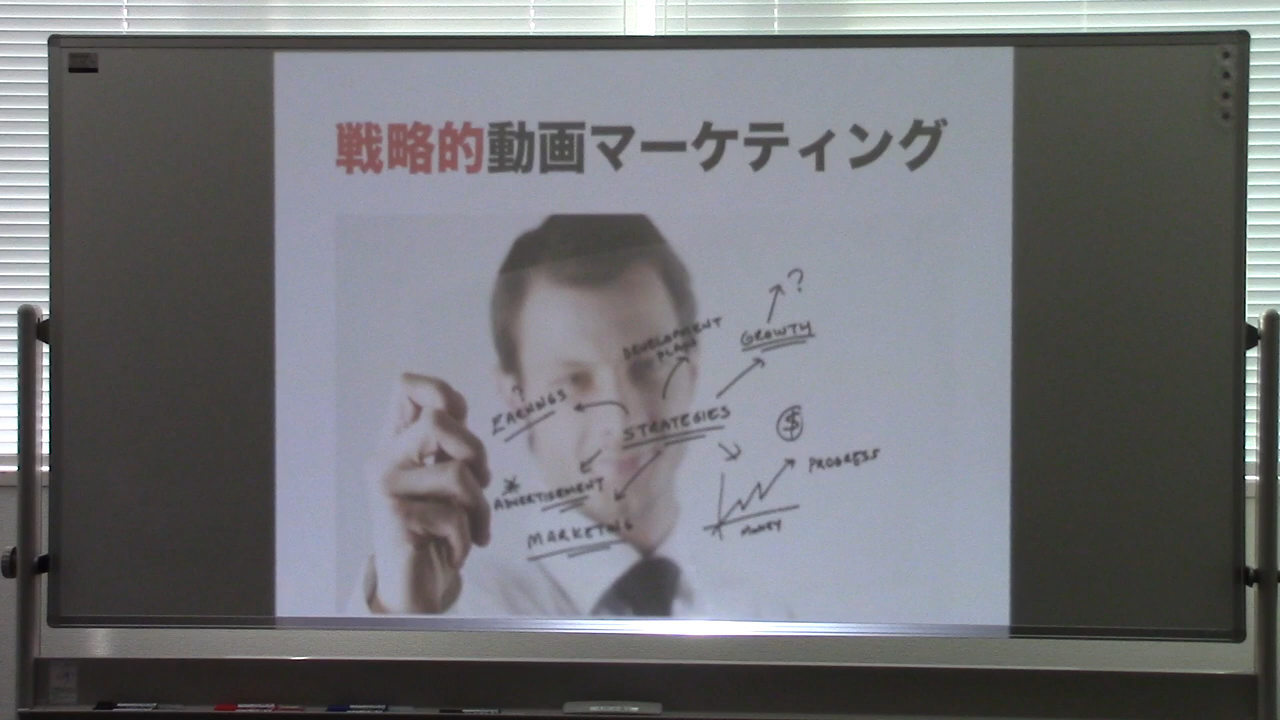 戦略的動画マーケティング
?
DEVELOPMENT
PLANS
GROWTH
?
EARNINGS
STRATEGIES
$
ADVERTISEMENT
PROGRESS
MARKETING
MONEY